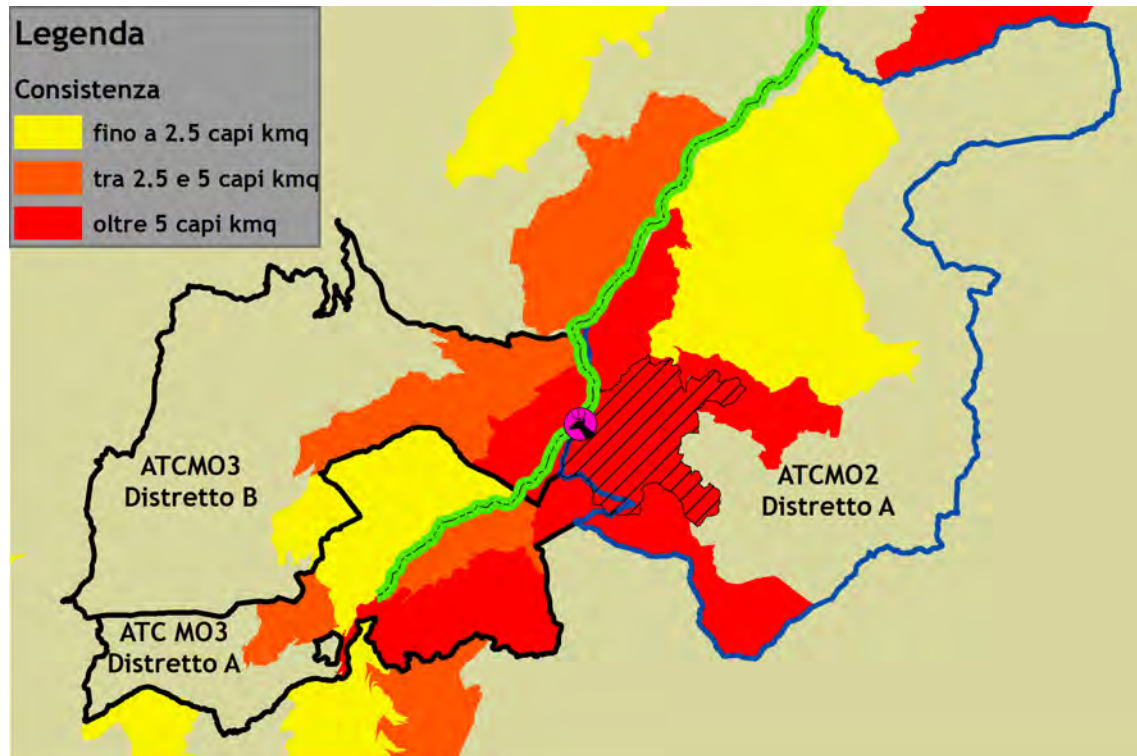 Legenda
Consistenza
fino a 2.5 capi kmq
tra 2.5 e 5 capi kmq
oltre 5 capi kmq
ATCMO3
Distretto B
ATCMO2
Distretto A
ATC MO3
Distretto A